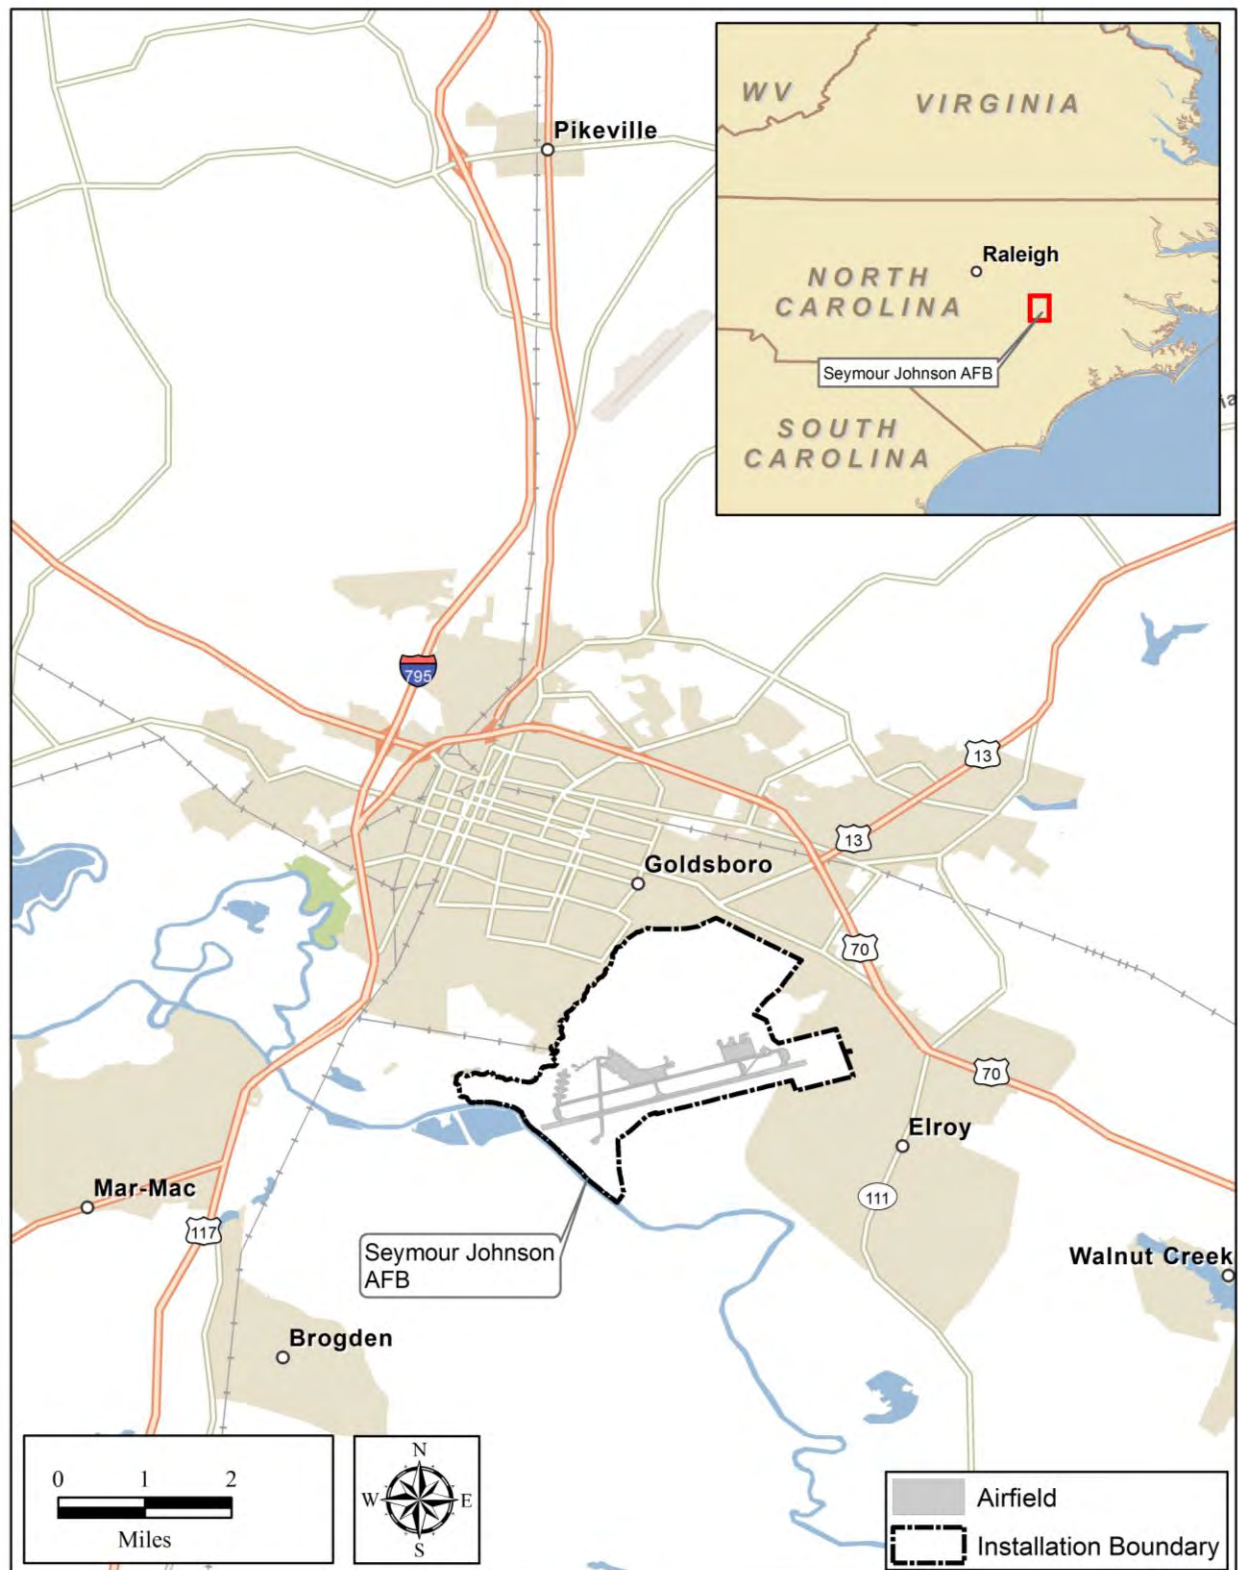 Pikeville
WV
VIRGINIA
Raleigh
NORTH
CAROLINA
Seymour Johnson AFB
SOUTH
CAROLINA
795
13
13
Goldsboro
70
70
Elroy
111
Mar-Mac
117
Seymour Johnson
AFB
Walnut Creek
Brogden
0 1 2
Miles
N
W E
S
Airfield
Installation Boundary